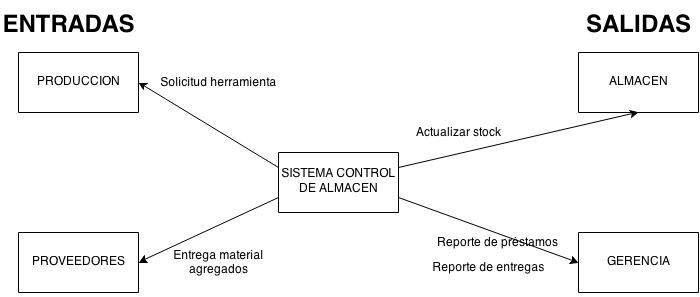 ENTRADAS
SALIDAS
PRODUCCION
Solicitud herramienta
ALMACEN
Actualizar stock
SISTEMA CONTROL
DE ALMACEN
PROVEEDORES
Entrega material
agregados
Reporte de préstamos
Reporte de entregas
GERENCIA